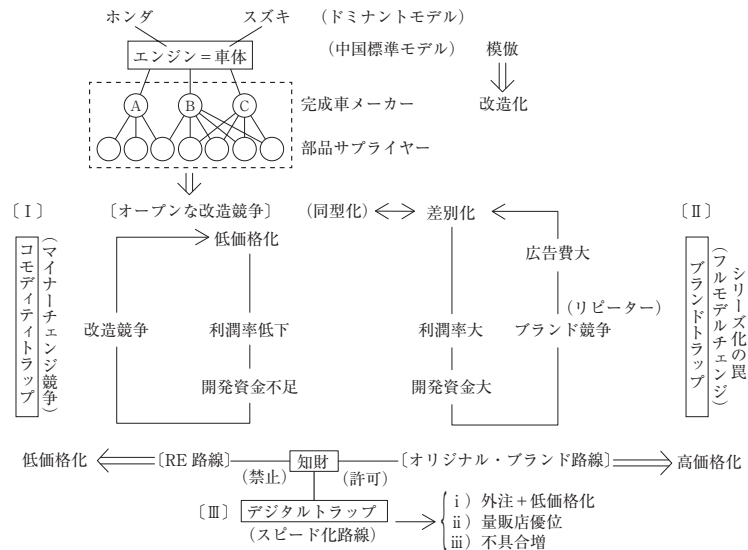 ホンダ スズキ (ドミナントモデル)
エンジン=車体 (中国標準モデル) 模倣
A B C 完成車メーカー 改造化
部品サプライヤー
〔Ⅰ〕 〔オープンな改造競争〕 (同型化) 差別化 〔Ⅱ〕
低価格化
広告費大
コモディティトラップ
(マイナーチェンジ競争)
シリーズ化の罠
(フルモデルチェンジ)
ブランドトラップ
(リピーター)
改造競争 利潤率低下 利潤率大 ブランド競争
開発資金不足 開発資金大
低価格化 〔RE路線〕 知財 〔オリジナル・ブランド路線〕 高価格化
(禁止) (許可)
〔Ⅲ〕 デジタルトラップ
(スピード化路線)
ⅰ)外注+低価格化
ⅱ)量販店優位
ⅲ)不具合増